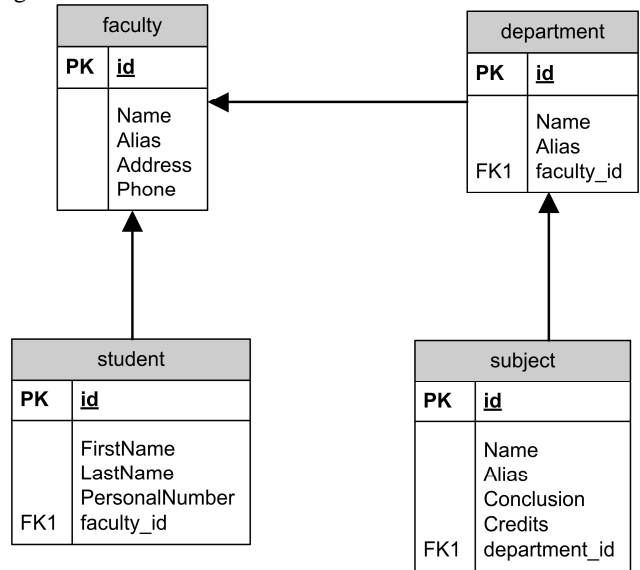 faculty
PK id
Name
Alias
Address
Phone
department
PK id
Name
Alias
FK1 faculty_id
student
PK id
FirstName
LastName
PersonalNumber
FK1 faculty_id
subject
PK id
Name
Alias
Conclusion
Credits
FK1 department_id